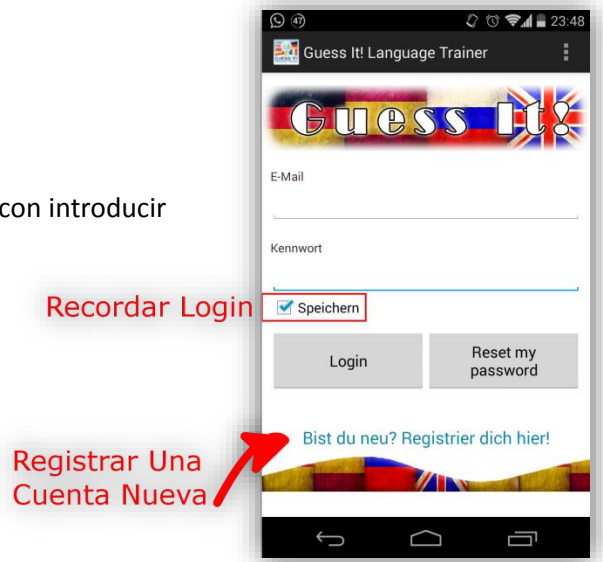 47
23:48
Guess It! Language Trainer
Guess It!
E-Mail
con introducir
Kennwort
Recordar Login
Speichern
Login
Reset my
password
Bist du neu? Registrier dich hier!
Registrar Una
Cuenta Nueva